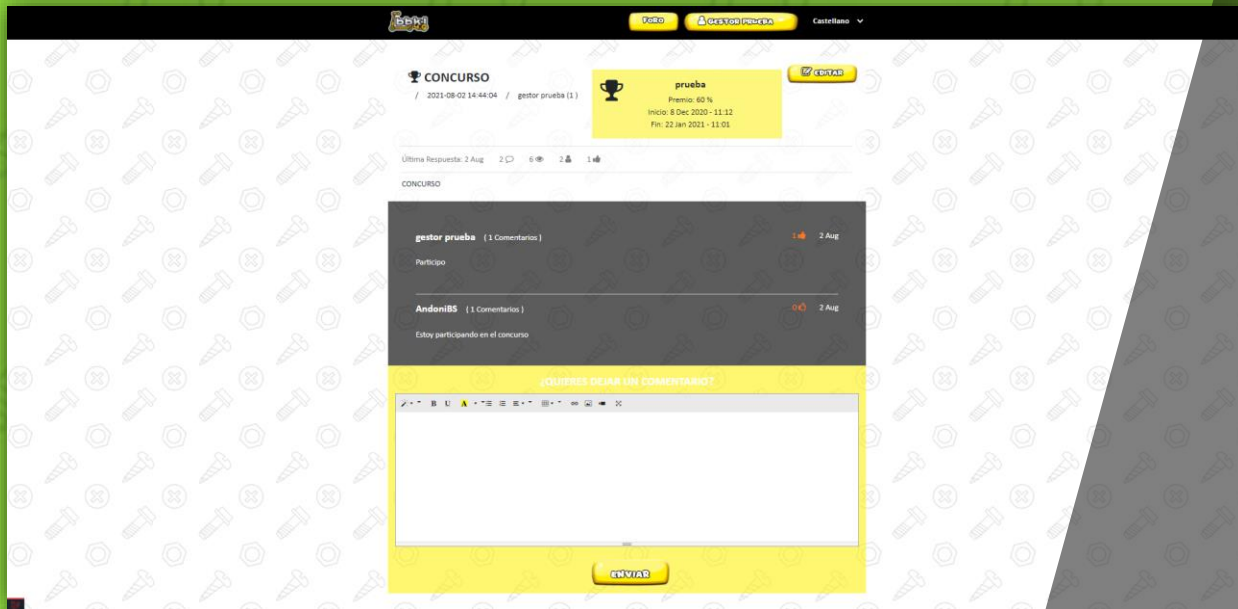 FORO
GESTOR PRUEBA
Castellano
CONCURSO
/ 2021-08-02 14:44:04 / gestor prueba (1)
prueba
Premio: 60 %
Inicio: 8 Dec 2020 - 11:12
Fin: 22 Jan 2021 - 11:01
EDITAR
Última Respuesta: 2 Aug 2 6 2 1
CONCURSO
gestor prueba (1 Comentarios)
1 2 Aug
Participo
AndoniBS (1 Comentarios)
0 2 Aug
Estoy participando en el concurso
¿QUIERES DEJAR UN COMENTARIO?
B U A
ENVIAR